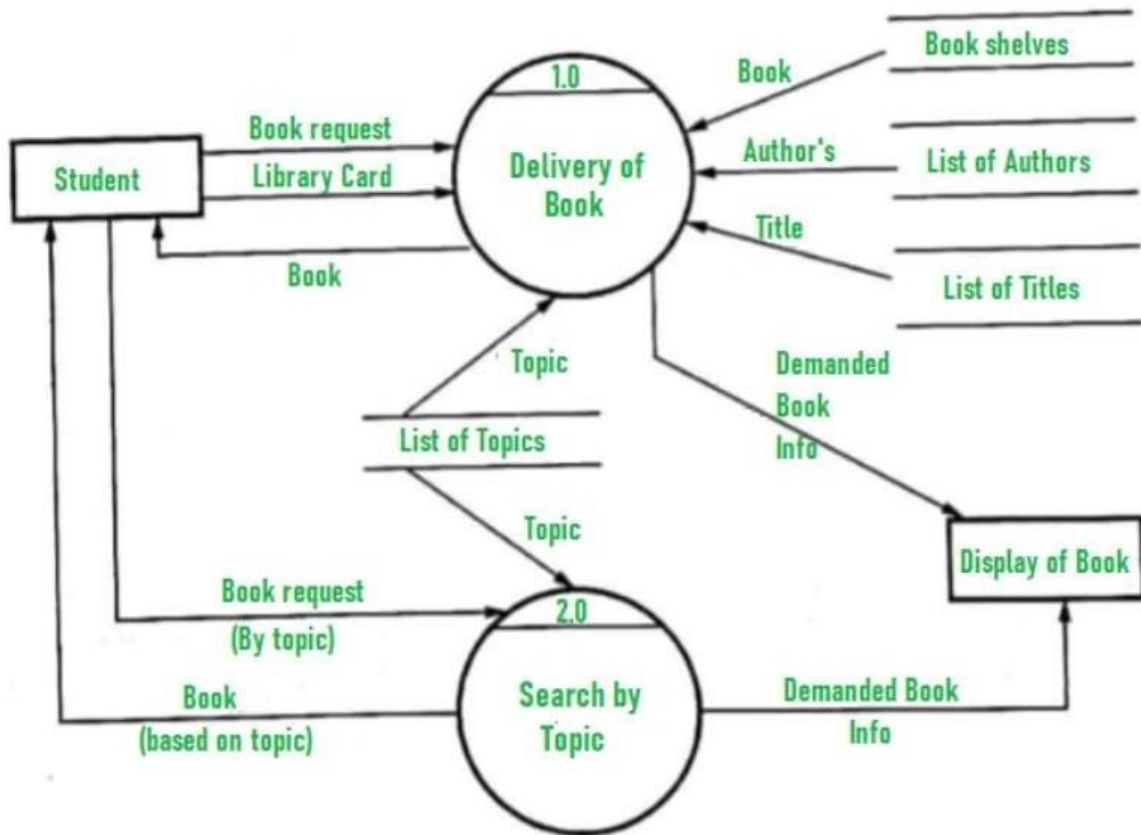 Book shelves
1.0
Book
Book request
Author's
List of Authors
Student
Library Card
Delivery of
Book
Title
Book
List of Titles
Topic
Demanded
Book
Info
List of Topics
Topic
Display of Book
Book request
(By topic)
2.0
Book
(based on topic)
Search by
Topic
Demanded Book
Info